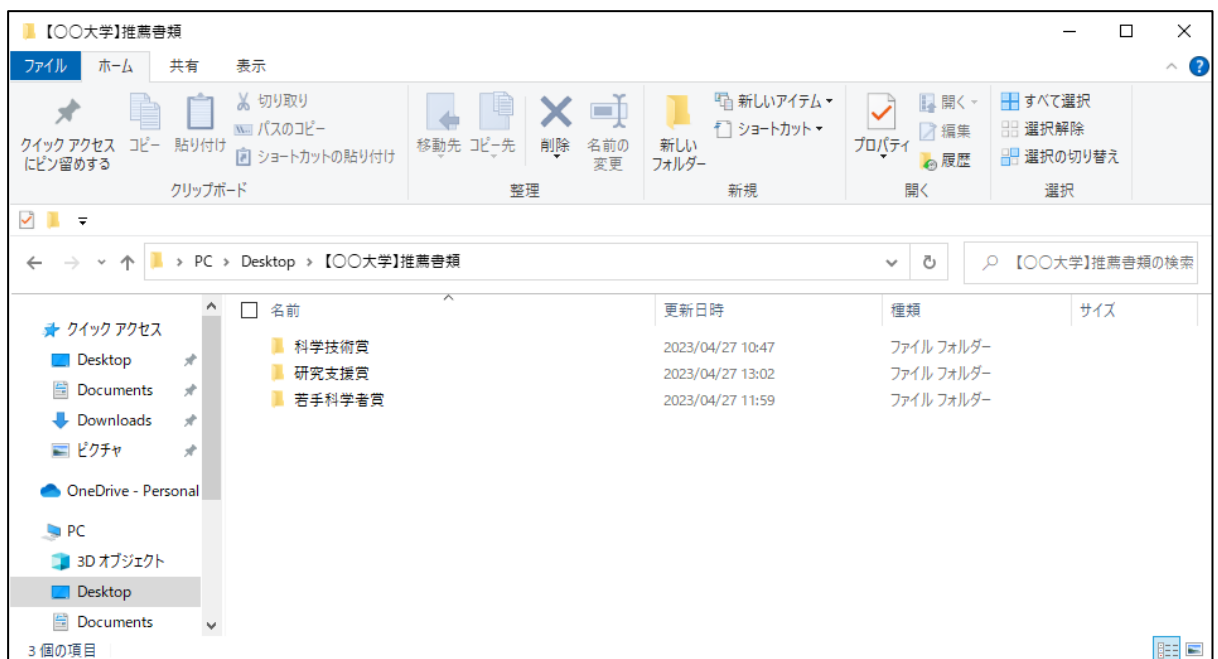 【○○大学】推薦書類
ファイル ホーム 共有 表示
クイック アクセス
にピン留めする
コピー
貼り付け
切り取り
パスのコピー
ショートカットの貼り付け
クリップボード
移動先
コピー先
削除
名前の
変更
整理
新しい
フォルダー
新しいアイテム
ショートカット
新規
プロパティ
開く
編集
履歴
開く
すべて選択
選択解除
選択の切り替え
選択
PC › Desktop › 【○○大学】推薦書類
【○○大学】推薦書類の検索
クイック アクセス
Desktop
Documents
Downloads
ピクチャ
OneDrive - Personal
PC
3D オブジェクト
Desktop
Documents
名前 更新日時 種類 サイズ
科学技術賞 2023/04/27 10:47 ファイル フォルダー
研究支援賞 2023/04/27 13:02 ファイル フォルダー
若手科学者賞 2023/04/27 11:59 ファイル フォルダー
3 個の項目